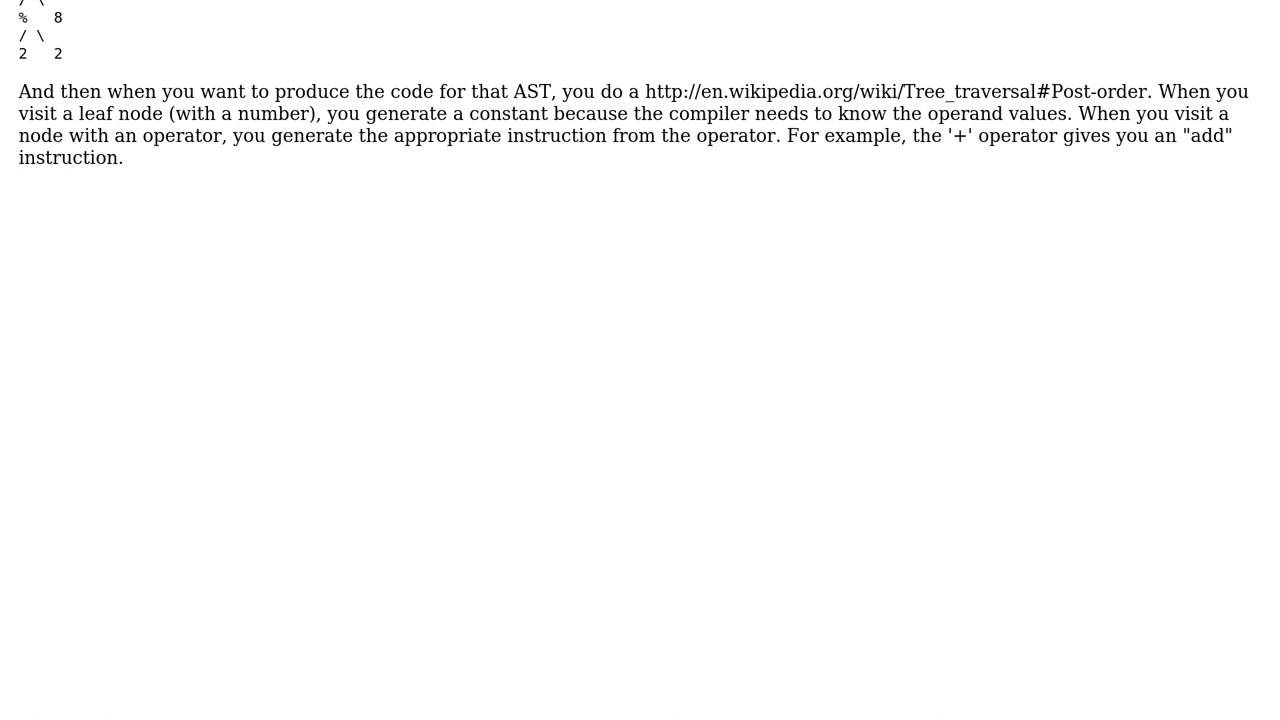 / \
%   8
/ \
2   2
And then when you want to produce the code for that AST, you do a http://en.wikipedia.org/wiki/Tree_traversal#Post-order. When you
visit a leaf node (with a number), you generate a constant because the compiler needs to know the operand values. When you visit a
node with an operator, you generate the appropriate instruction from the operator. For example, the '+' operator gives you an "add"
instruction.